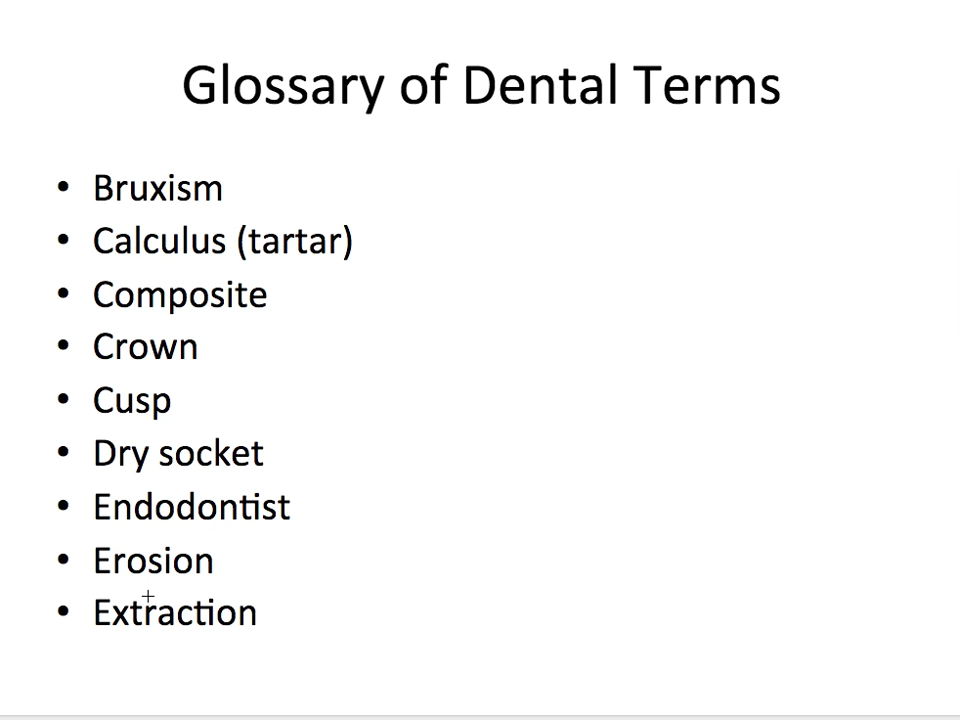 Glossary of Dental Terms
• Bruxism
• Calculus (tartar)
• Composite
• Crown
• Cusp
• Dry socket
• Endodontist
• Erosion
• Extraction